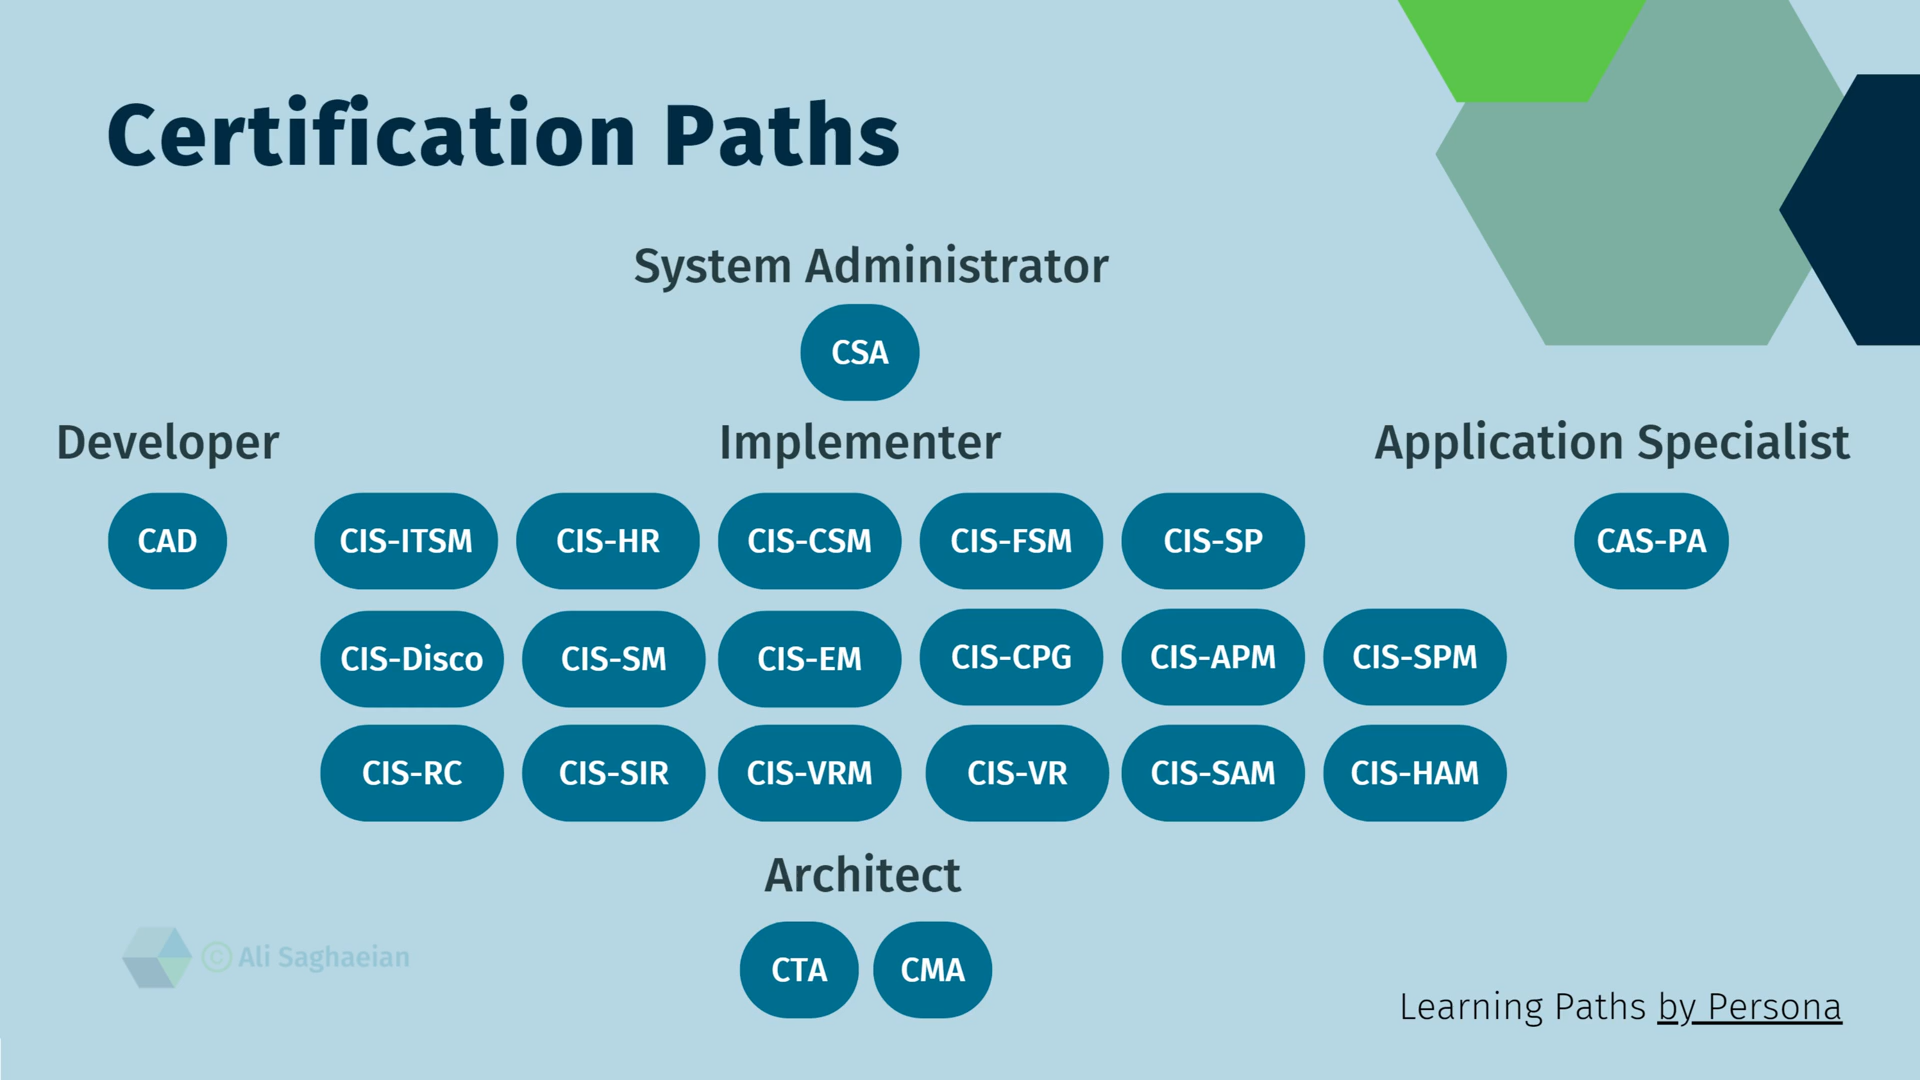 Certification Paths
System Administrator
CSA
Developer
Implementer
Application Specialist
CAD
CIS-ITSM
CIS-HR
CIS-CSM
CIS-FSM
CIS-SP
CAS-PA
CIS-Disco
CIS-SM
CIS-EM
CIS-CPG
CIS-APM
CIS-SPM
CIS-RC
CIS-SIR
CIS-VRM
CIS-VR
CIS-SAM
CIS-HAM
Architect
CTA
CMA
© Ali Saghaeian
Learning Paths by Persona